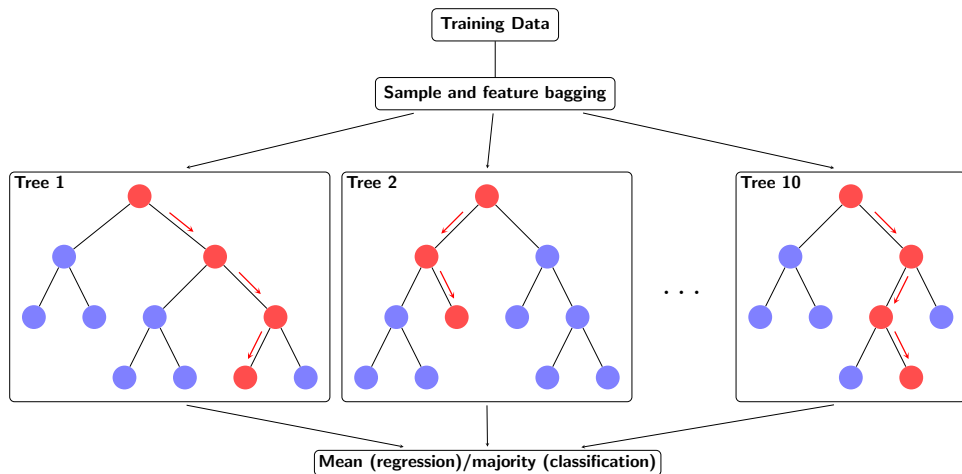 Training Data
Sample and feature bagging
Tree 1
Tree 2
Tree 10
. . .
Mean (regression)/majority (classification)